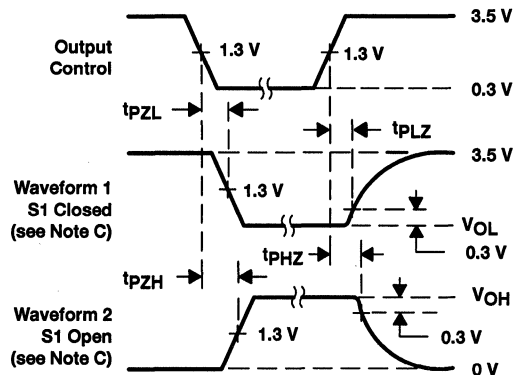 3.5 V
Output
Control
1.3 V
1.3 V
0.3 V
tPZL
tPLZ
3.5 V
Waveform 1
S1 Closed
(see Note C)
1.3 V
VOL
0.3 V
tPHZ
tPZH
VOH
Waveform 2
S1 Open
(see Note C)
1.3 V
0.3 V
0 V